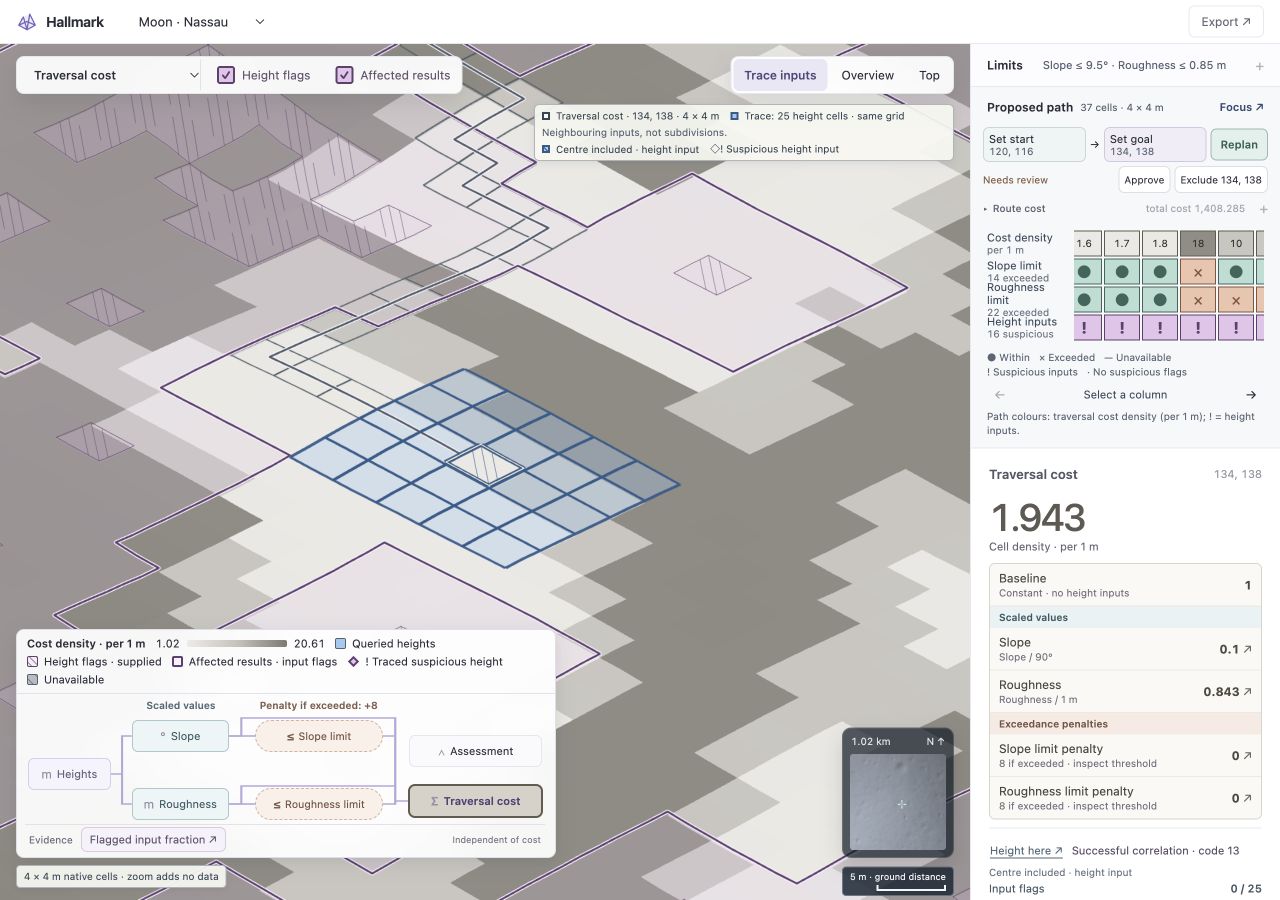 Hallmark
Moon · Nassau
Export ↗
Traversal cost
Height flags
Affected results
Trace inputs
Overview
Top
Traversal cost · 134, 138 · 4 × 4 m
Trace: 25 height cells · same grid
Neighbouring inputs, not subdivisions.
Centre included · height input
! Suspicious height input
Limits
Slope ≤ 9.5° · Roughness ≤ 0.85 m
+
Proposed path
37 cells · 4 × 4 m
Focus ↗
Set start
120, 116
→
Set goal
134, 138
Replan
Needs review
Approve
Exclude 134, 138
Route cost
total cost 1,408.285
+
Cost density
per 1 m
1.6
1.7
1.8
18
10
Slope limit
14 exceeded
×
Roughness
limit
22 exceeded
×
×
Height inputs
16 suspicious
!
!
!
!
!
● Within
× Exceeded
— Unavailable
! Suspicious inputs
· No suspicious flags
←
Select a column
→
Path colours: traversal cost density (per 1 m); ! = height
inputs.
Traversal cost
134, 138
1.943
Cell density · per 1 m
Baseline
1
Constant · no height inputs
Scaled values
Slope
0.1 ↗
Slope / 90°
Roughness
0.843 ↗
Roughness / 1 m
Exceedance penalties
Slope limit penalty
0 ↗
8 if exceeded · inspect threshold
Roughness limit penalty
0 ↗
8 if exceeded · inspect threshold
Height here ↗
Successful correlation · code 13
Centre included · height input
Input flags
0 / 25
Cost density · per 1 m
1.02
20.61
Queried heights
Height flags · supplied
Affected results · input flags
! Traced suspicious height
Unavailable
Scaled values
Penalty if exceeded: +8
° Slope
≤ Slope limit
∧ Assessment
m Heights
m Roughness
≤ Roughness limit
Σ Traversal cost
Evidence
Flagged input fraction ↗
Independent of cost
4 × 4 m native cells · zoom adds no data
1.02 km
N ↑
5 m · ground distance